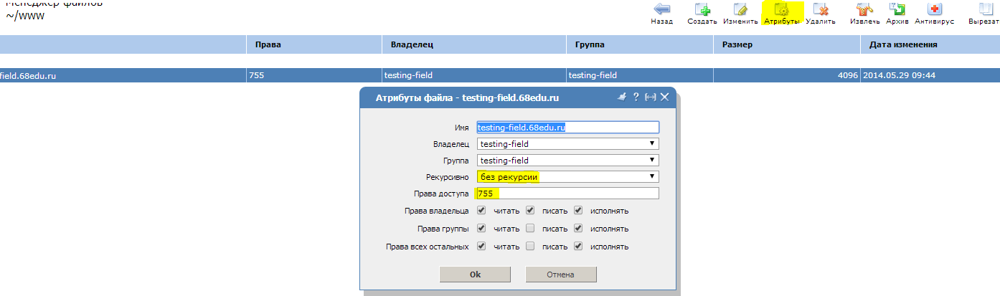 Менеджер файлов
~/www
Назад Создать Изменить Атрибуты Удалить Извлечь Архив Антивирус Вырезат
Права Владелец Группа Размер Дата изменения
field.68edu.ru 755 testing-field testing-field 4096 2014.05.29 09:44
Атрибуты файла - testing-field.68edu.ru ?
Имя testing-field.68edu.ru
Владелец testing-field
Группа testing-field
Рекурсивно без рекурсии
Права доступа 755
Права владельца читать писать исполнять
Права группы читать писать исполнять
Права всех остальных читать писать исполнять
Ok Отмена